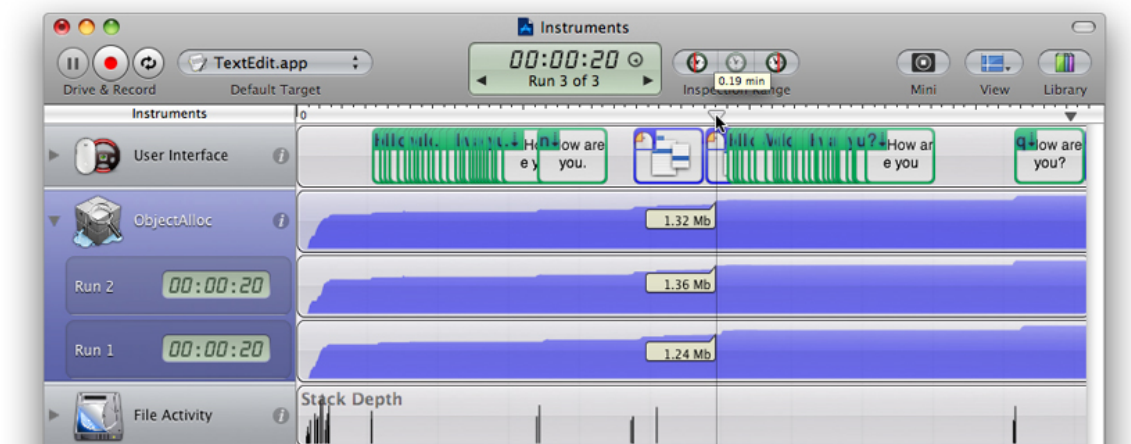 Instruments
TextEdit.app
00:00:20
Run 3 of 3
0.19 min
Drive & Record
Default Target
Inspection Range
Mini
View
Library
Instruments
0
User Interface
How are you.
How are you
How are you?
ObjectAlloc
1.32 Mb
Run 2
00:00:20
1.36 Mb
Run 1
00:00:20
1.24 Mb
File Activity
Stack Depth